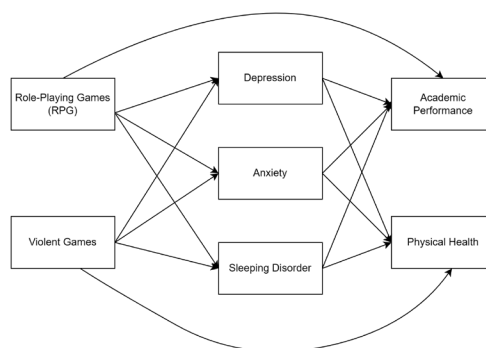 Depression
Role-Playing Games
(RPG)
Academic
Performance
Anxiety
Violent Games
Sleeping Disorder
Physical Health